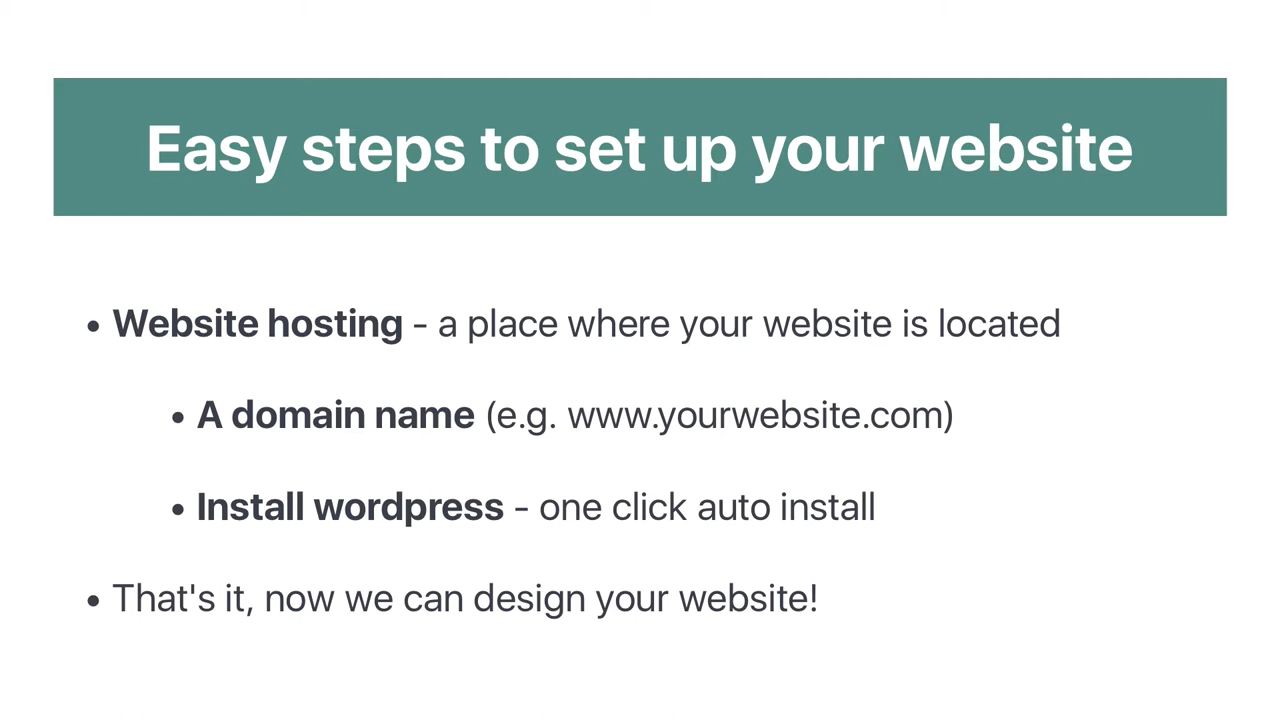 Easy steps to set up your website
• Website hosting - a place where your website is located
• A domain name (e.g. www.yourwebsite.com)
• Install wordpress - one click auto install
• That's it, now we can design your website!